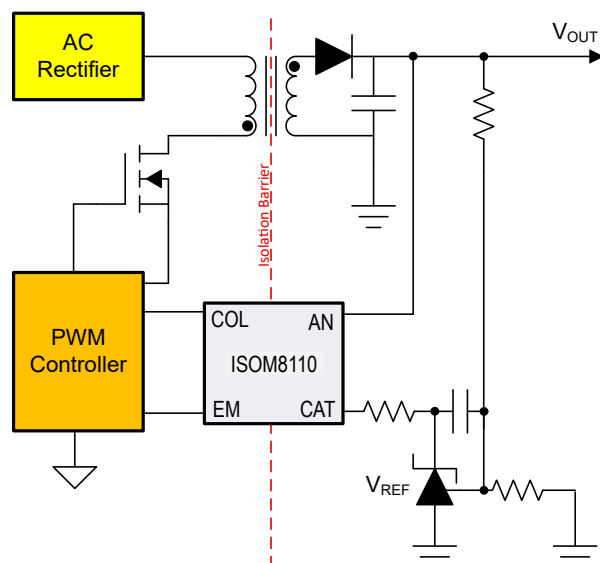 AC
Rectifier
VOUT
Isolation Barrier
PWM
Controller
COL
AN
ISOM8110
EM
CAT
VREF